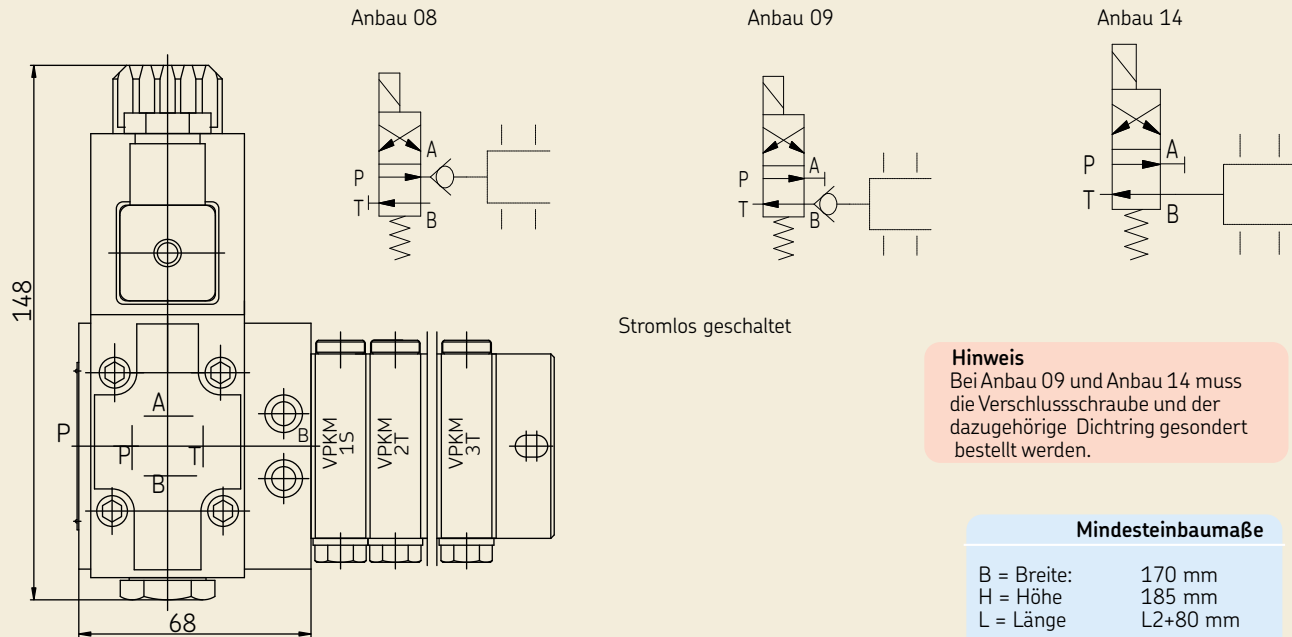 Anbau 08
Anbau 09
Anbau 14
P
A
T
B
P
A
T
B
P
A
T
B
148
Stromlos geschaltet
P
A
P
T
B
B
VPKM
1S
VPKM
2T
VPKM
3T
68
Hinweis
Bei Anbau 09 und Anbau 14 muss
die Verschlussschraube und der
dazugehörige Dichtring gesondert
bestellt werden.
Mindesteinbaumaße
B = Breite: 170 mm
H = Höhe 185 mm
L = Länge L2+80 mm